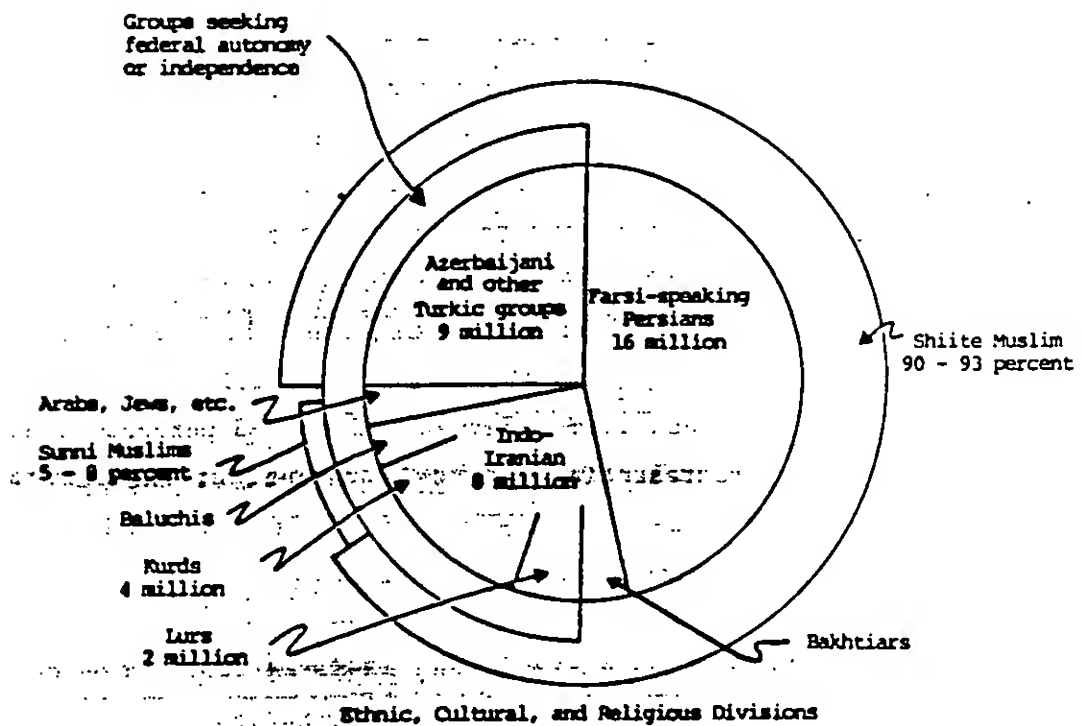 Groups seeking
federal autonomy
or independence
Azerbaijani
and other
Turkic groups
9 million
Farsi-speaking
Persians
16 million
Shiite Muslim
90 - 93 percent
Arabs, Jews, etc.
Sunni Muslims
5 - 8 percent
Indo-
Iranian
8 million
Baluchis
Kurds
4 million
Lurs
2 million
Bakhtiars
Ethnic, Cultural, and Religious Divisions